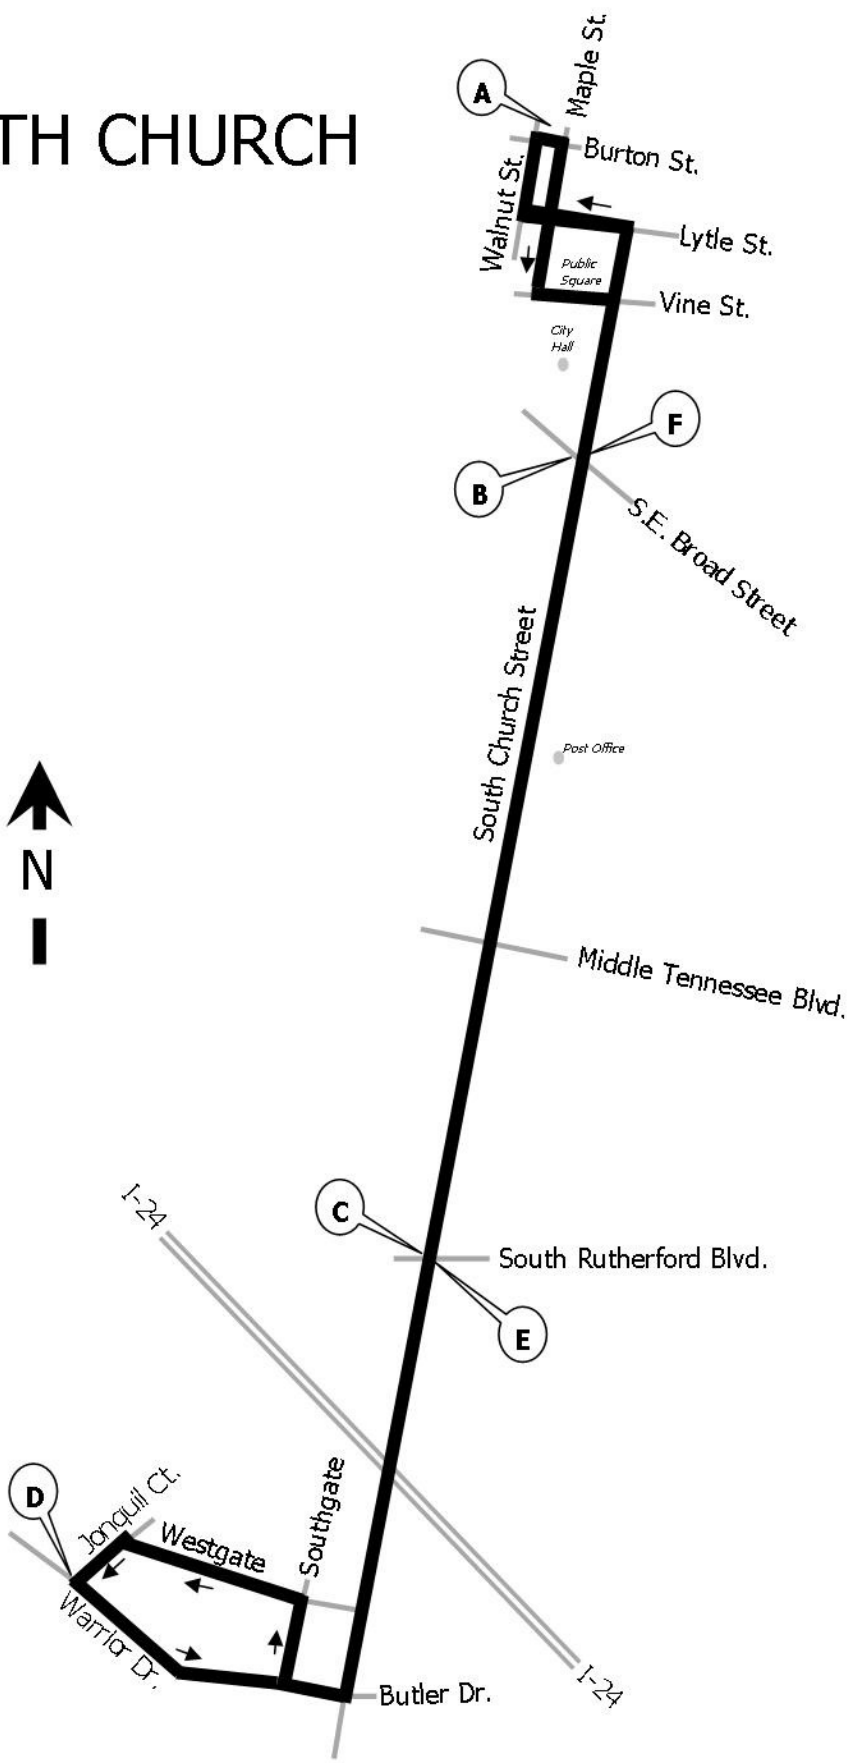 Maple St.
A
TH CHURCH
Burton St.
Walnut St.
Lytle St.
Public
Square
Vine St.
City
Hall
F
B
S.E. Broad Street
South Church Street
Post Office
N
Middle Tennessee Blvd.
I-24
C
South Rutherford Blvd.
E
D
Jonquil Ct.
Westgate
Southgate
Warrior Dr.
Butler Dr.
I-24